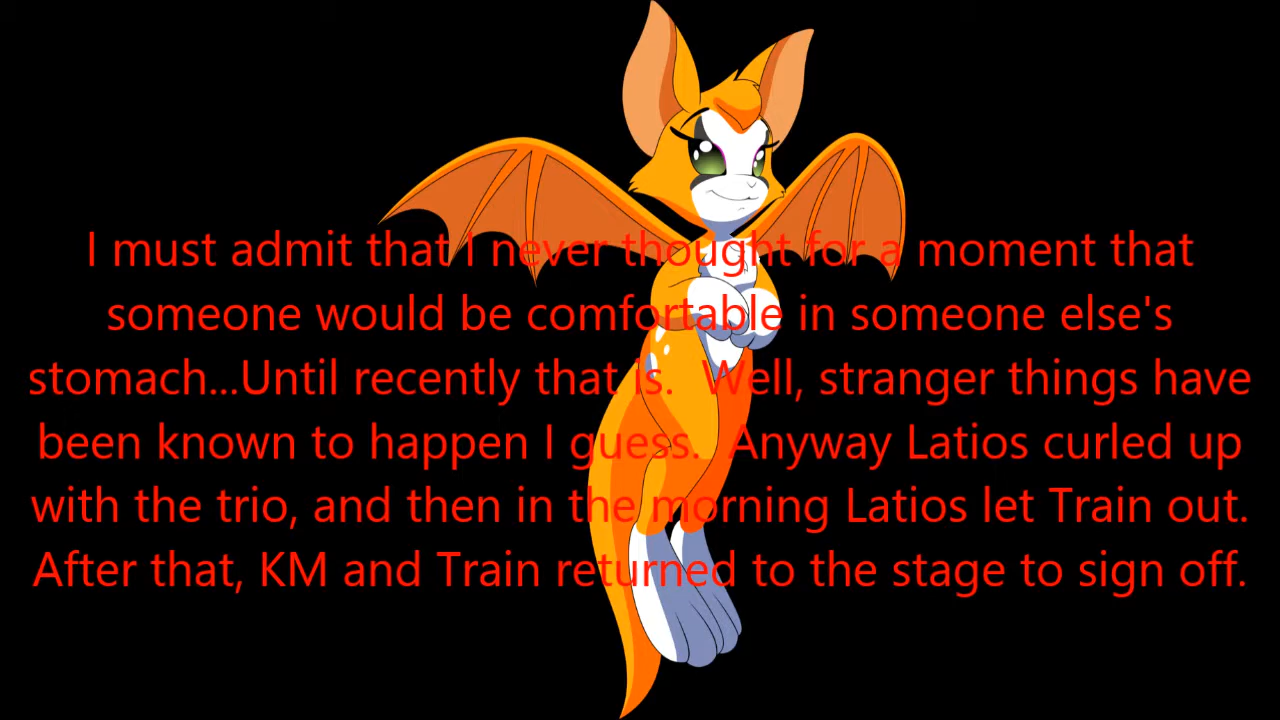 I must admit that I never thought for a moment that
someone would be comfortable in someone else's
stomach...Until recently that is.  Well, stranger things have
been known to happen I guess.  Anyway Latios curled up
with the trio, and then in the morning Latios let Train out.
After that, KM and Train returned to the stage to sign off.